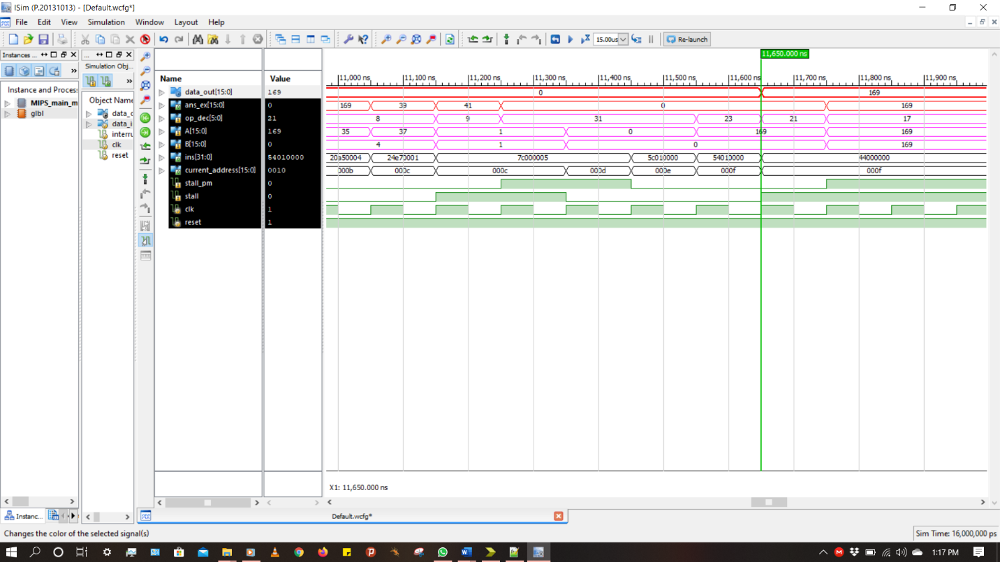 ISim (P.20131013) - [Default.wcfg*]
File Edit View Simulation Window Layout Help
15.00us Re-launch
Instances ...
Simulation Obj...
11,650.000 ns
Instance and Process
MIPS_main_m
glbl
Object Name
data_o
data_i
interru
clk
reset
Name Value
11,000 ns 11,100 ns 11,200 ns 11,300 ns 11,400 ns 11,500 ns 11,600 ns 11,700 ns 11,800 ns 11,900 ns
data_out[15:0] 169 0 169
ans_ex[15:0] 0 169 39 41 0 169
op_dec[5:0] 21 8 9 31 23 21 17
A[15:0] 169 35 37 1 0 169 169
B[15:0] 0 4 1 0 169
ins[31:0] 54010000 20a50004 24e70001 7c000005 5c010000 54010000 44000000
current_address[15:0] 0010 000b 000c 000c 000d 000e 000f 000f
stall_pm 0
stall 0
clk 1
reset 1
X1: 11,650.000 ns
Instanc...
Default.wcfg*
Changes the color of the selected signal(s)
Sim Time: 16,000,000 ps
1:17 PM